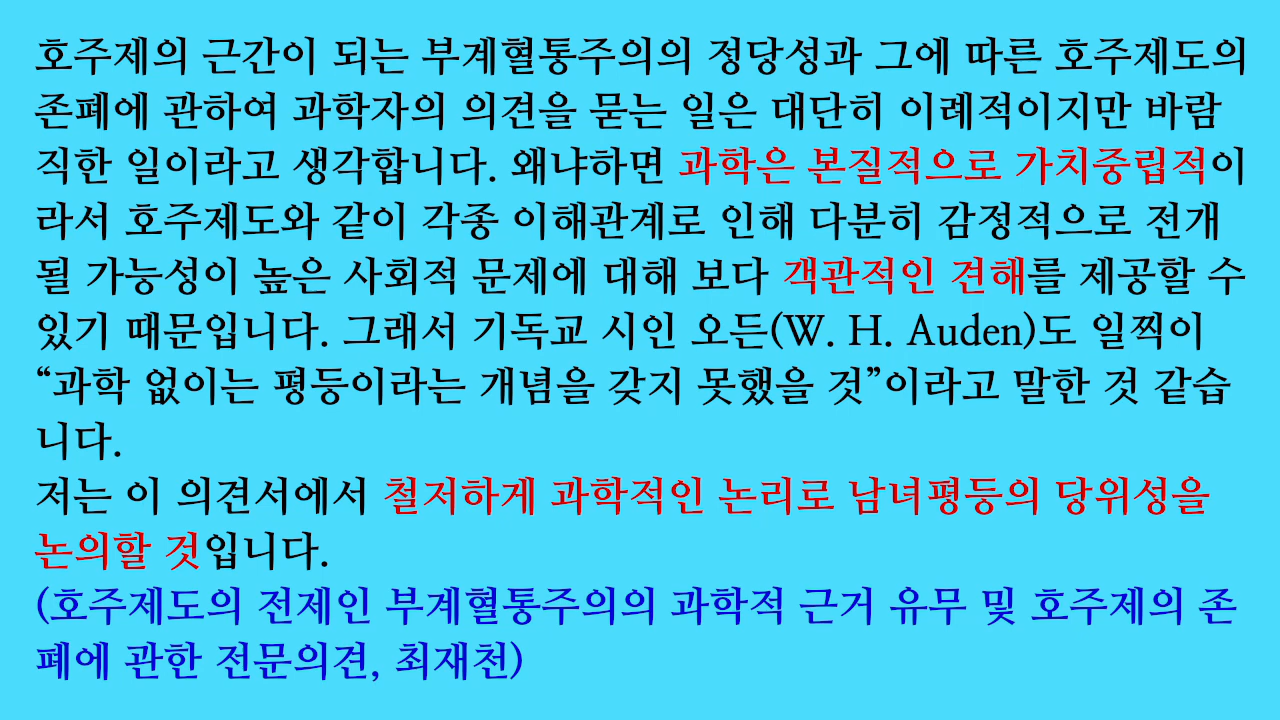 호주제의 근간이 되는 부계혈통주의의 정당성과 그에 따른 호주제도의
존폐에 관하여 과학자의 의견을 묻는 일은 대단히 이례적이지만 바람
직한 일이라고 생각합니다. 왜냐하면 과학은 본질적으로 가치중립적이
라서 호주제도와 같이 각종 이해관계로 인해 다분히 감정적으로 전개
될 가능성이 높은 사회적 문제에 대해 보다 객관적인 견해를 제공할 수
있기 때문입니다. 그래서 기독교 시인 오든(W. H. Auden)도 일찍이
“과학 없이는 평등이라는 개념을 갖지 못했을 것”이라고 말한 것 같습
니다.
저는 이 의견서에서 철저하게 과학적인 논리로 남녀평등의 당위성을
논의할 것입니다.
(호주제도의 전제인 부계혈통주의의 과학적 근거 유무 및 호주제의 존
폐에 관한 전문의견, 최재천)